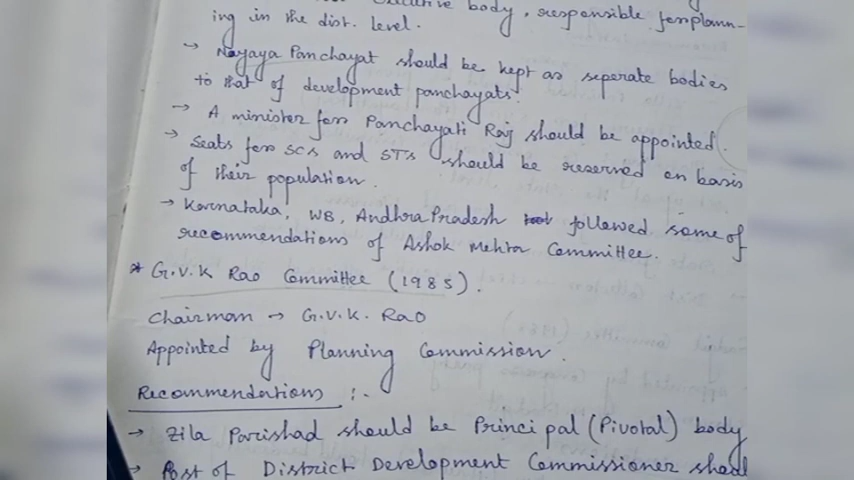 body, responsible for plann-
ing in the dist. level.
→ Nayaya Panchayat should be kept as seperate bodies
to that of development panchayats.
→ A minister for Panchayati Raj should be appointed.
→ Seats for SCs and STs should be reserved on basis
of their population.
→ Karnataka, WB, Andhra Pradesh followed some of
recommendations of Ashok Mehta Committee.
* G.V.K Rao Committee (1985).
Chairman → G.V.K. Rao
Appointed by Planning Commission.
Recommendations :-
→ Zila Parishad should be Principal (Pivotal) body
→ Post of District Development Commissioner shoul